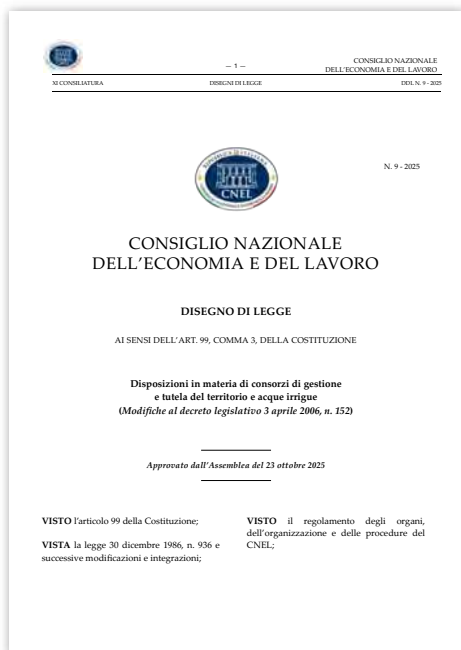 — 1 —
CONSIGLIO NAZIONALE
DELL'ECONOMIA E DEL LAVORO
XI CONSILIATURA DISEGNI DI LEGGE DDL N. 9 - 2025
N. 9 - 2025
CNEL
CONSIGLIO NAZIONALE
DELL'ECONOMIA E DEL LAVORO
DISEGNO DI LEGGE
AI SENSI DELL'ART. 99, COMMA 3, DELLA COSTITUZIONE
Disposizioni in materia di consorzi di gestione
e tutela del territorio e acque irrigue
(Modifiche al decreto legislativo 3 aprile 2006, n. 152)
Approvato dall'Assemblea del 23 ottobre 2025
VISTO l'articolo 99 della Costituzione;
VISTA la legge 30 dicembre 1986, n. 936 e
successive modificazioni e integrazioni;
VISTO il regolamento degli organi,
dell'organizzazione e delle procedure del
CNEL;